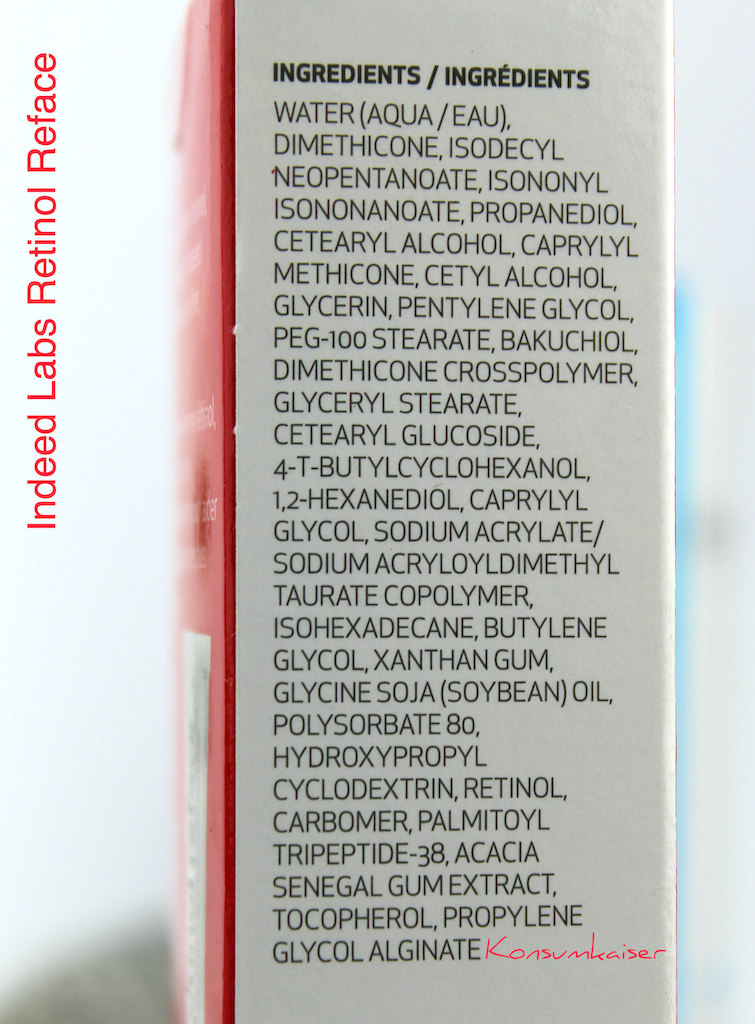 Indeed Labs Retinol Reface
INGREDIENTS / INGRÉDIENTS
WATER (AQUA / EAU),
DIMETHICONE, ISODECYL
NEOPENTANOATE, ISONONYL
ISONONANOATE, PROPANEDIOL,
CETEARYL ALCOHOL, CAPRYLYL
METHICONE, CETYL ALCOHOL,
GLYCERIN, PENTYLENE GLYCOL,
PEG-100 STEARATE, BAKUCHIOL,
DIMETHICONE CROSSPOLYMER,
GLYCERYL STEARATE,
CETEARYL GLUCOSIDE,
4-T-BUTYLCYCLOHEXANOL,
1,2-HEXANEDIOL, CAPRYLYL
GLYCOL, SODIUM ACRYLATE/
SODIUM ACRYLOYLDIMETHYL
TAURATE COPOLYMER,
ISOHEXADECANE, BUTYLENE
GLYCOL, XANTHAN GUM,
GLYCINE SOJA (SOYBEAN) OIL,
POLYSORBATE 80,
HYDROXYPROPYL
CYCLODEXTRIN, RETINOL,
CARBOMER, PALMITOYL
TRIPEPTIDE-38, ACACIA
SENEGAL GUM EXTRACT,
TOCOPHEROL, PROPYLENE
GLYCOL ALGINATE Konsumkaiser